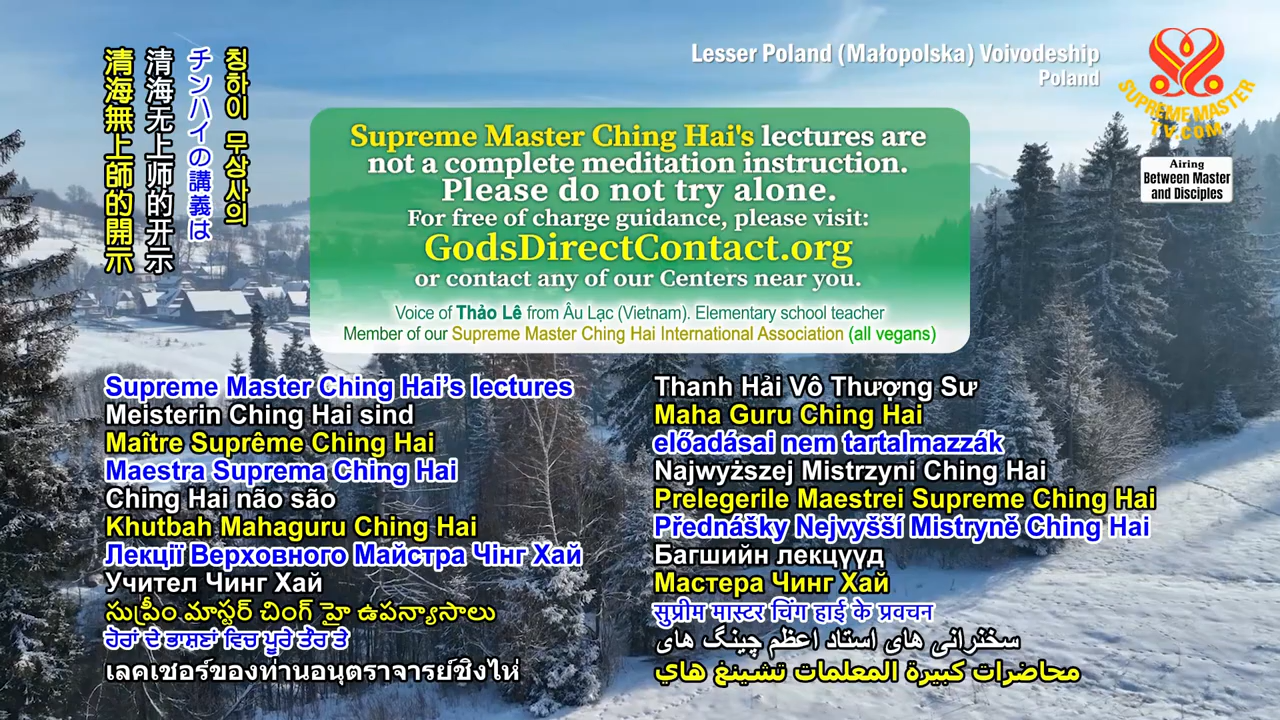 칭하이 무상사의
チンハイの講義は
清海无上师的开示
清海無上師的開示
Lesser Poland (Małopolska) Voivodeship
Poland
SUPREME MASTER
TV.COM
Airing
Between Master
and Disciples
Supreme Master Ching Hai's lectures are
not a complete meditation instruction.
Please do not try alone.
For free of charge guidance, please visit:
GodsDirectContact.org
or contact any of our Centers near you.
Voice of Thảo Lê from Âu Lạc (Vietnam). Elementary school teacher
Member of our Supreme Master Ching Hai International Association (all vegans)
Supreme Master Ching Hai’s lectures
Meisterin Ching Hai sind
Maître Suprême Ching Hai
Maestra Suprema Ching Hai
Ching Hai não são
Khutbah Mahaguru Ching Hai
Лекції Верховного Майстра Чінг Хай
Учител Чинг Хай
సుప్రీం మాస్టర్ చింగ్ హై ఉపన్యాసాలు
ਹੋਰਾਂ ਦੇ ਭਾਸ਼ਣਾਂ ਵਿਚ ਪੂਰੇ ਤੌਰ ਤੇ
เลคเชอร์ของท่านอนุตราจารย์ชิงไห่
Thanh Hải Vô Thượng Sư
Maha Guru Ching Hai
előadásai nem tartalmazzák
Najwyższej Mistrzyni Ching Hai
Prelegerile Maestrei Supreme Ching Hai
Přednášky Nejvyšší Mistryně Ching Hai
Багшийн лекцүүд
Мастера Чинг Хай
सुप्रीम मास्टर चिंग हाई के प्रवचन
سخنرانی های استاد اعظم چینگ های
محاضرات كبيرة المعلمات تشينغ هاي